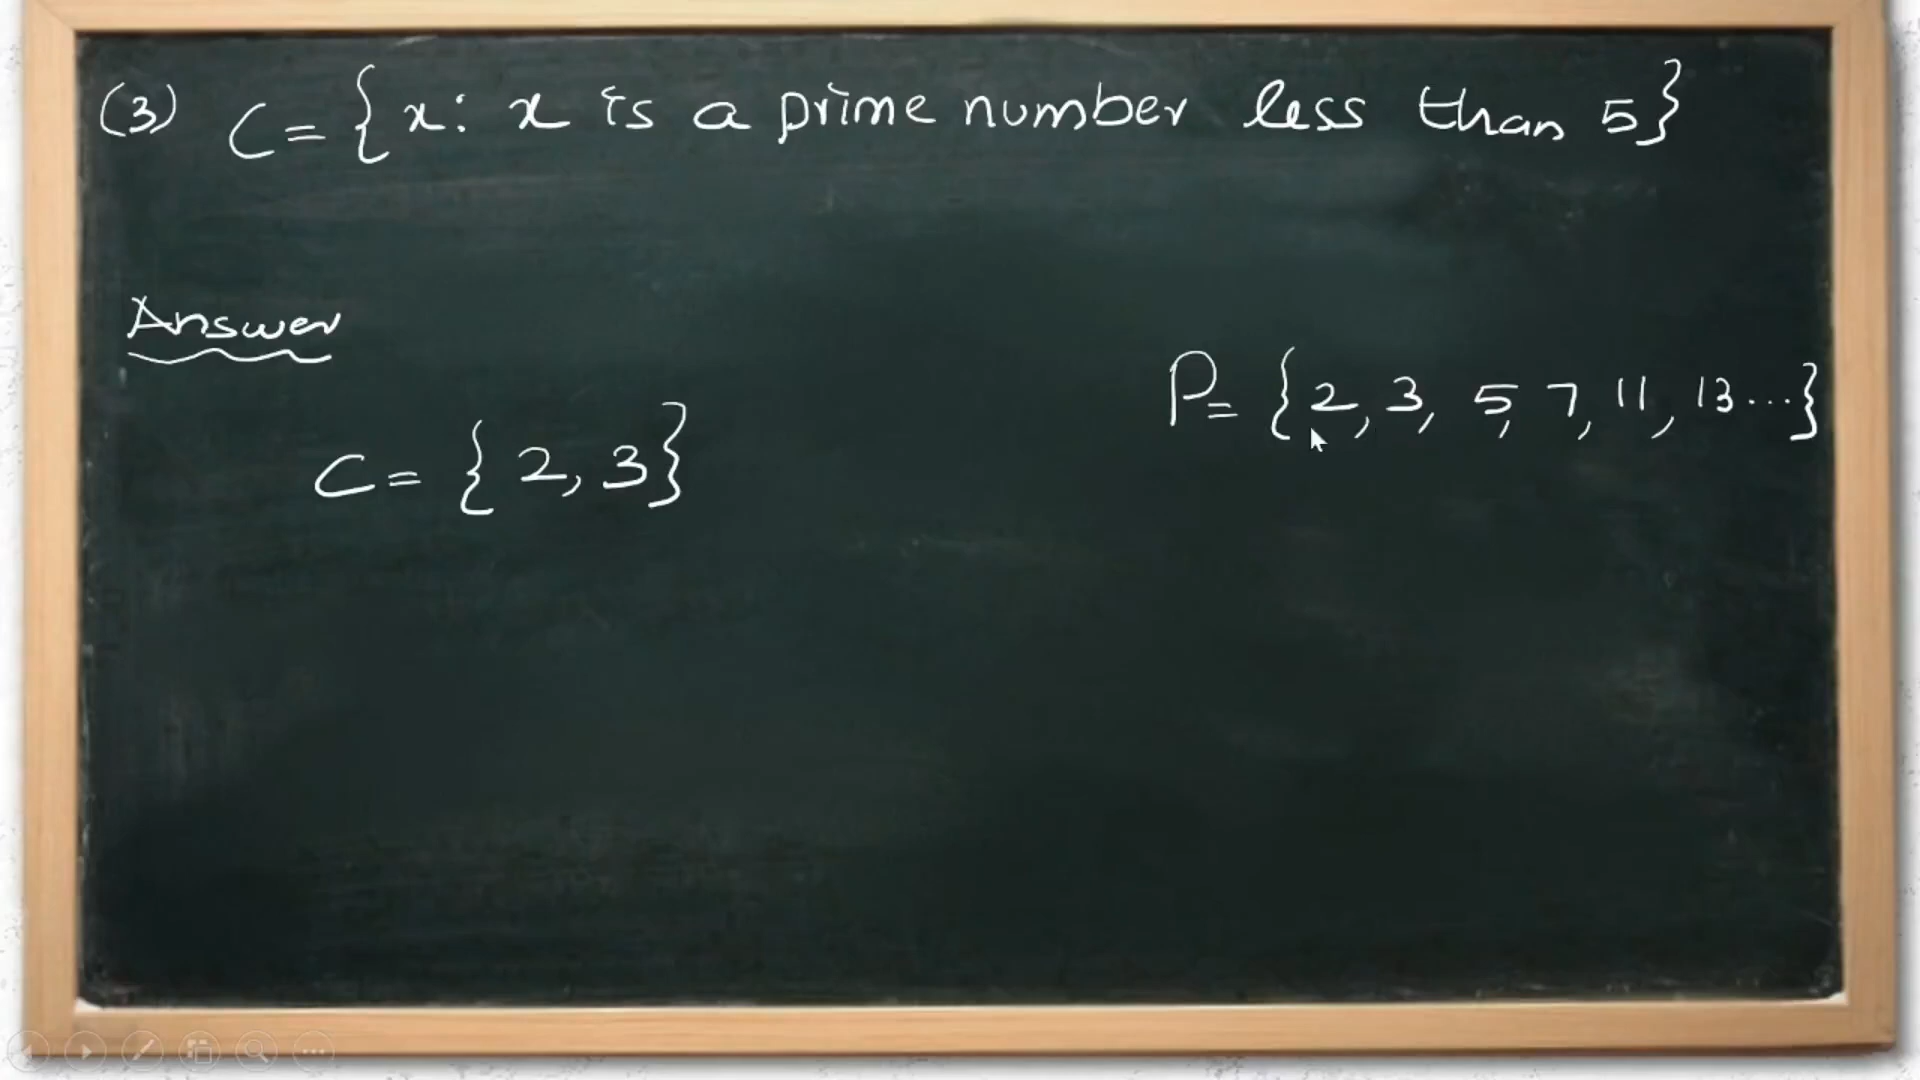 (3) C = {x: x is a prime number less than 5}
Answer
P = {2, 3, 5, 7, 11, 13...}
C = {2, 3}